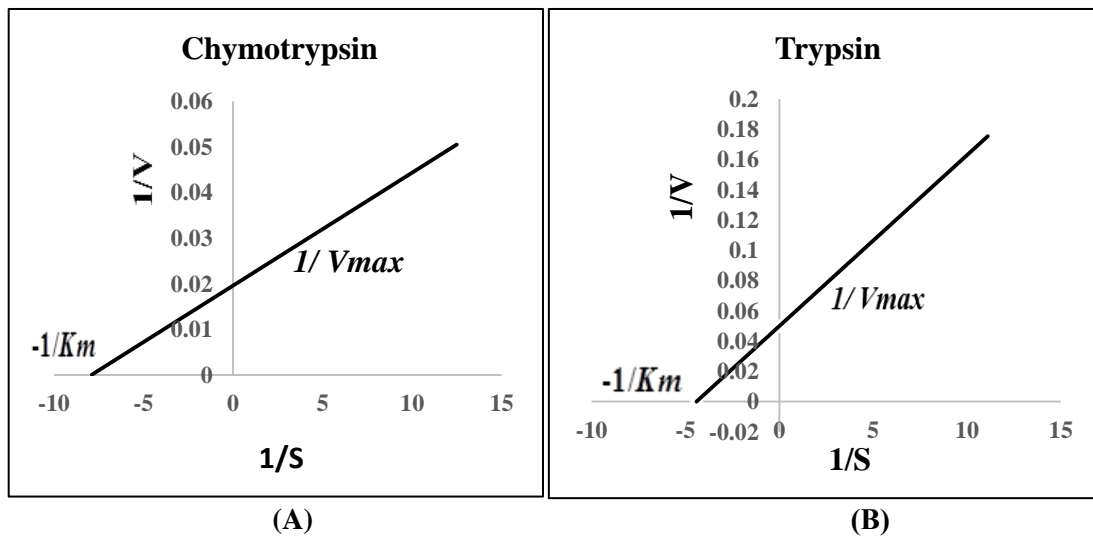 Chymotrypsin
0.06
0.05
0.04
0.03
0.02
0.01
0
1/V
1/ Vmax
-1/Km
-10 -5 0 5 10 15
1/S
(A)
Trypsin
0.2
0.18
0.16
0.14
0.12
0.1
0.08
0.06
0.04
0.02
0
-0.02
1/V
1/ Vmax
-1/Km
-10 -5 0 5 10 15
1/S
(B)